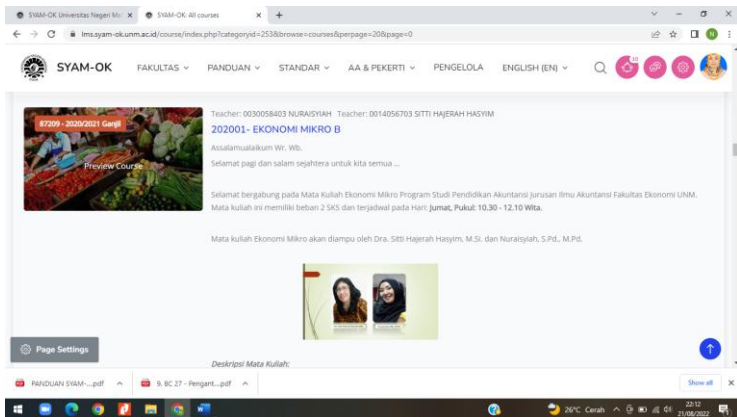 SYAM-OK Universitas Negeri Ma
SYAM-OK: All courses
lms.syam-ok.unm.ac.id/course/index.php?categoryid=253&browse=courses&perpage=20&page=0
SYAM-OK
FAKULTAS
PANDUAN
STANDAR
AA & PEKERTI
PENGELOLA
ENGLISH (EN)
10
87209 - 2020/2021 Ganjil
Preview Course
Teacher: 0030058403 NURAISYIAH Teacher: 0014056703 SITTI HAJERAH HASYIM
202001- EKONOMI MIKRO B
Assalamualaikum Wr. Wb.
Selamat pagi dan salam sejahtera untuk kita semua ...
Selamat bergabung pada Mata Kuliah Ekonomi Mikro Program Studi Pendidikan Akuntansi Jurusan Ilmu Akuntansi Fakultas Ekonomi UNM.
Mata kuliah ini memiliki beban 2 SKS dan terjadwal pada Hari: Jumat, Pukul: 10.30 - 12.10 Wita.
Mata kuliah Ekonomi Mikro akan diampu oleh Dra. Sitti Hajerah Hasyim, M.Si. dan Nuraisyiah, S.Pd., M.Pd.
Page Settings
Deskripsi Mata Kuliah:
PANDUAN SYAM-....pdf
9. BC 27 - Pengant...pdf
Show all
26°C Cerah
22:12
21/08/2022